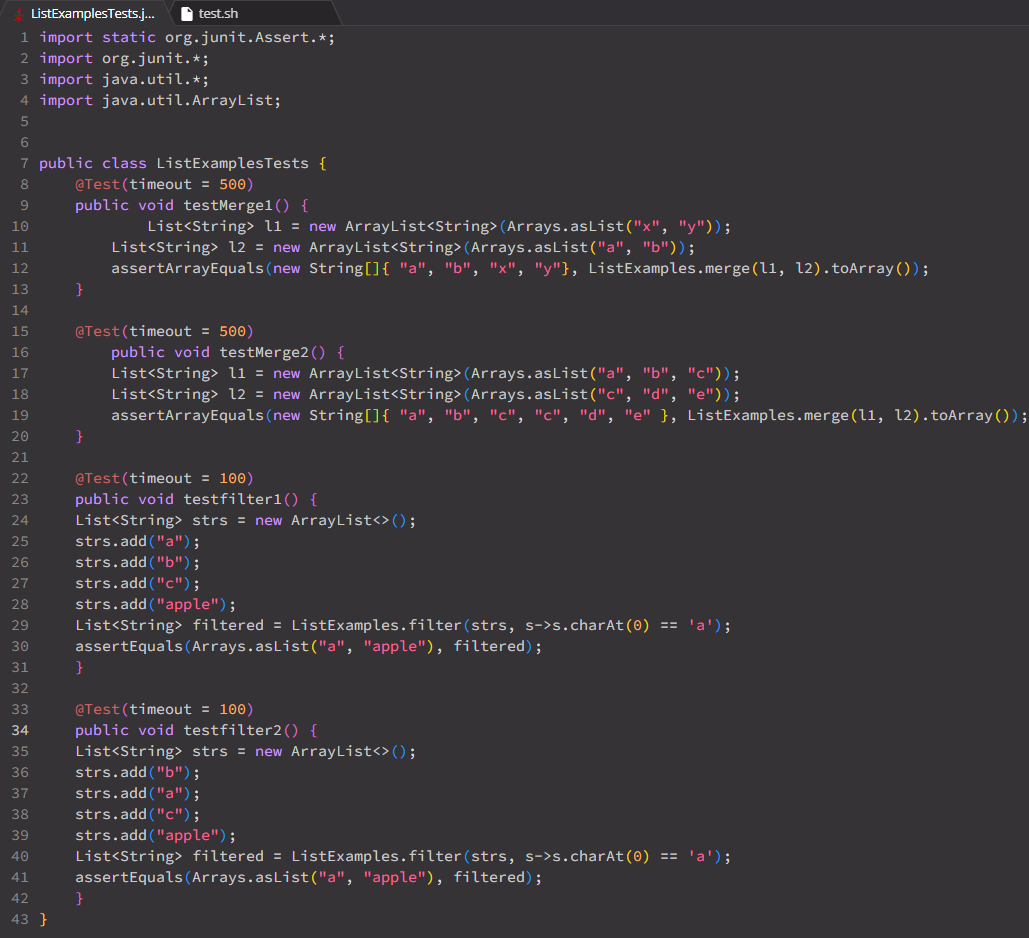 ListExamplesTests.j...
test.sh
1 import static org.junit.Assert.*;
2 import org.junit.*;
3 import java.util.*;
4 import java.util.ArrayList;
5
6
7 public class ListExamplesTests {
8     @Test(timeout = 500)
9     public void testMerge1() {
10             List<String> l1 = new ArrayList<String>(Arrays.asList("x", "y"));
11         List<String> l2 = new ArrayList<String>(Arrays.asList("a", "b"));
12         assertArrayEquals(new String[]{ "a", "b", "x", "y"}, ListExamples.merge(l1, l2).toArray());
13     }
14
15     @Test(timeout = 500)
16         public void testMerge2() {
17         List<String> l1 = new ArrayList<String>(Arrays.asList("a", "b", "c"));
18         List<String> l2 = new ArrayList<String>(Arrays.asList("c", "d", "e"));
19         assertArrayEquals(new String[]{ "a", "b", "c", "c", "d", "e" }, ListExamples.merge(l1, l2).toArray());
20     }
21
22     @Test(timeout = 100)
23     public void testfilter1() {
24     List<String> strs = new ArrayList<>();
25     strs.add("a");
26     strs.add("b");
27     strs.add("c");
28     strs.add("apple");
29     List<String> filtered = ListExamples.filter(strs, s->s.charAt(0) == 'a');
30     assertEquals(Arrays.asList("a", "apple"), filtered);
31     }
32
33     @Test(timeout = 100)
34     public void testfilter2() {
35     List<String> strs = new ArrayList<>();
36     strs.add("b");
37     strs.add("a");
38     strs.add("c");
39     strs.add("apple");
40     List<String> filtered = ListExamples.filter(strs, s->s.charAt(0) == 'a');
41     assertEquals(Arrays.asList("a", "apple"), filtered);
42     }
43 }